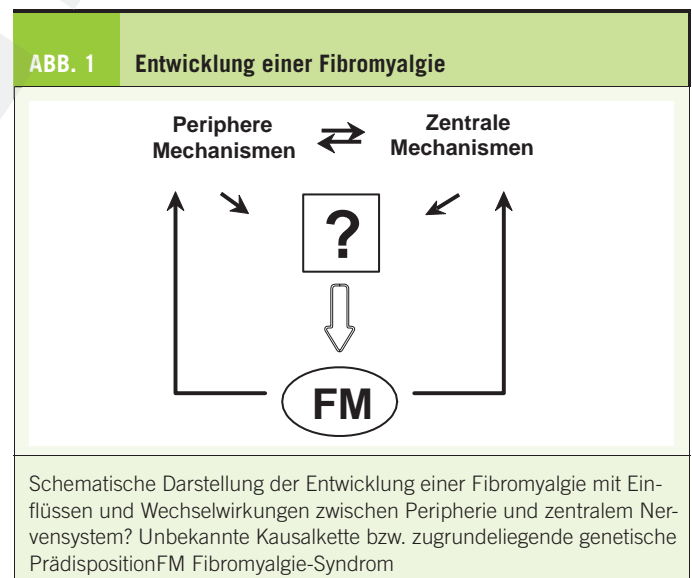 ABB. 1 Entwicklung einer Fibromyalgie
Periphere Mechanismen
Zentrale Mechanismen
?
FM
Schematische Darstellung der Entwicklung einer Fibromyalgie mit Ein-
flüssen und Wechselwirkungen zwischen Peripherie und zentralem Ner-
vensystem? Unbekannte Kausalkette bzw. zugrundeliegende genetische
PrädispositionFM Fibromyalgie-Syndrom